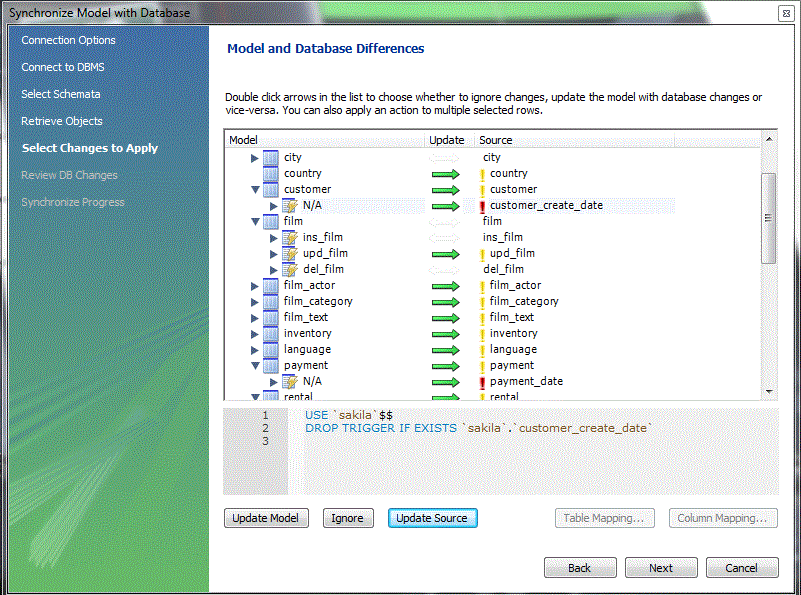 Synchronize Model with Database
Connection Options
Connect to DBMS
Select Schemata
Retrieve Objects
Select Changes to Apply
Review DB Changes
Synchronize Progress
Model and Database Differences
Double click arrows in the list to choose whether to ignore changes, update the model with database changes or
vice-versa. You can also apply an action to multiple selected rows.
Model Update Source
city city
country ! country
customer ! customer
N/A ! customer_create_date
film film
ins_film ins_film
upd_film ! upd_film
del_film del_film
film_actor ! film_actor
film_category ! film_category
film_text ! film_text
inventory ! inventory
language ! language
payment ! payment
N/A ! payment_date
rental ! rental
1 USE `sakila`$$
2 DROP TRIGGER IF EXISTS `sakila`.`customer_create_date`
3
Update Model Ignore Update Source Table Mapping... Column Mapping...
Back Next Cancel